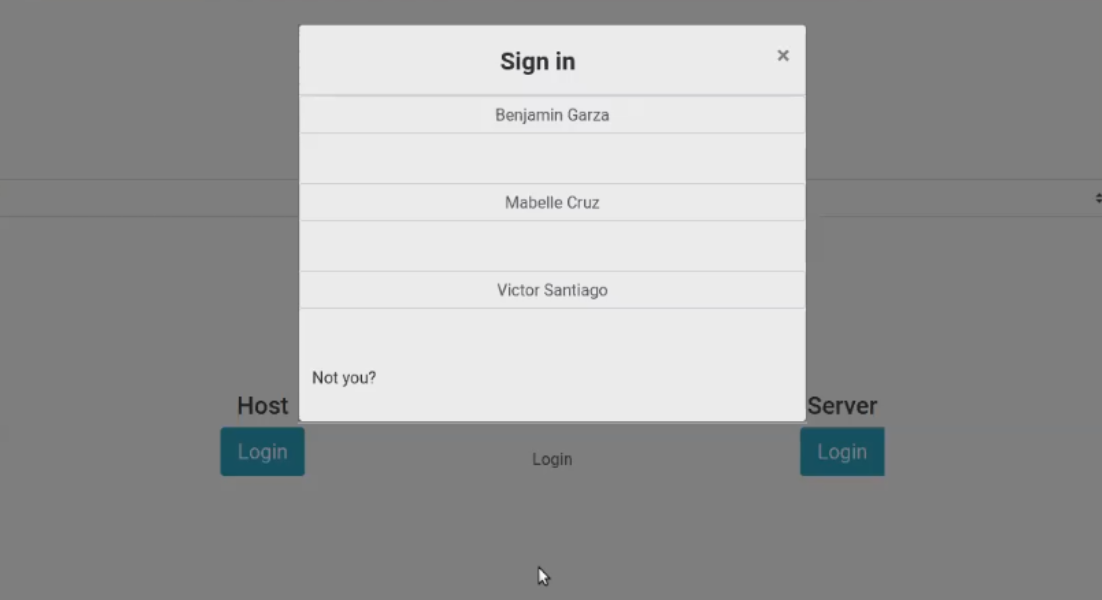 Sign in ×
Benjamin Garza
Mabelle Cruz
Victor Santiago
Not you?
Host
Server
Login
Login
Login